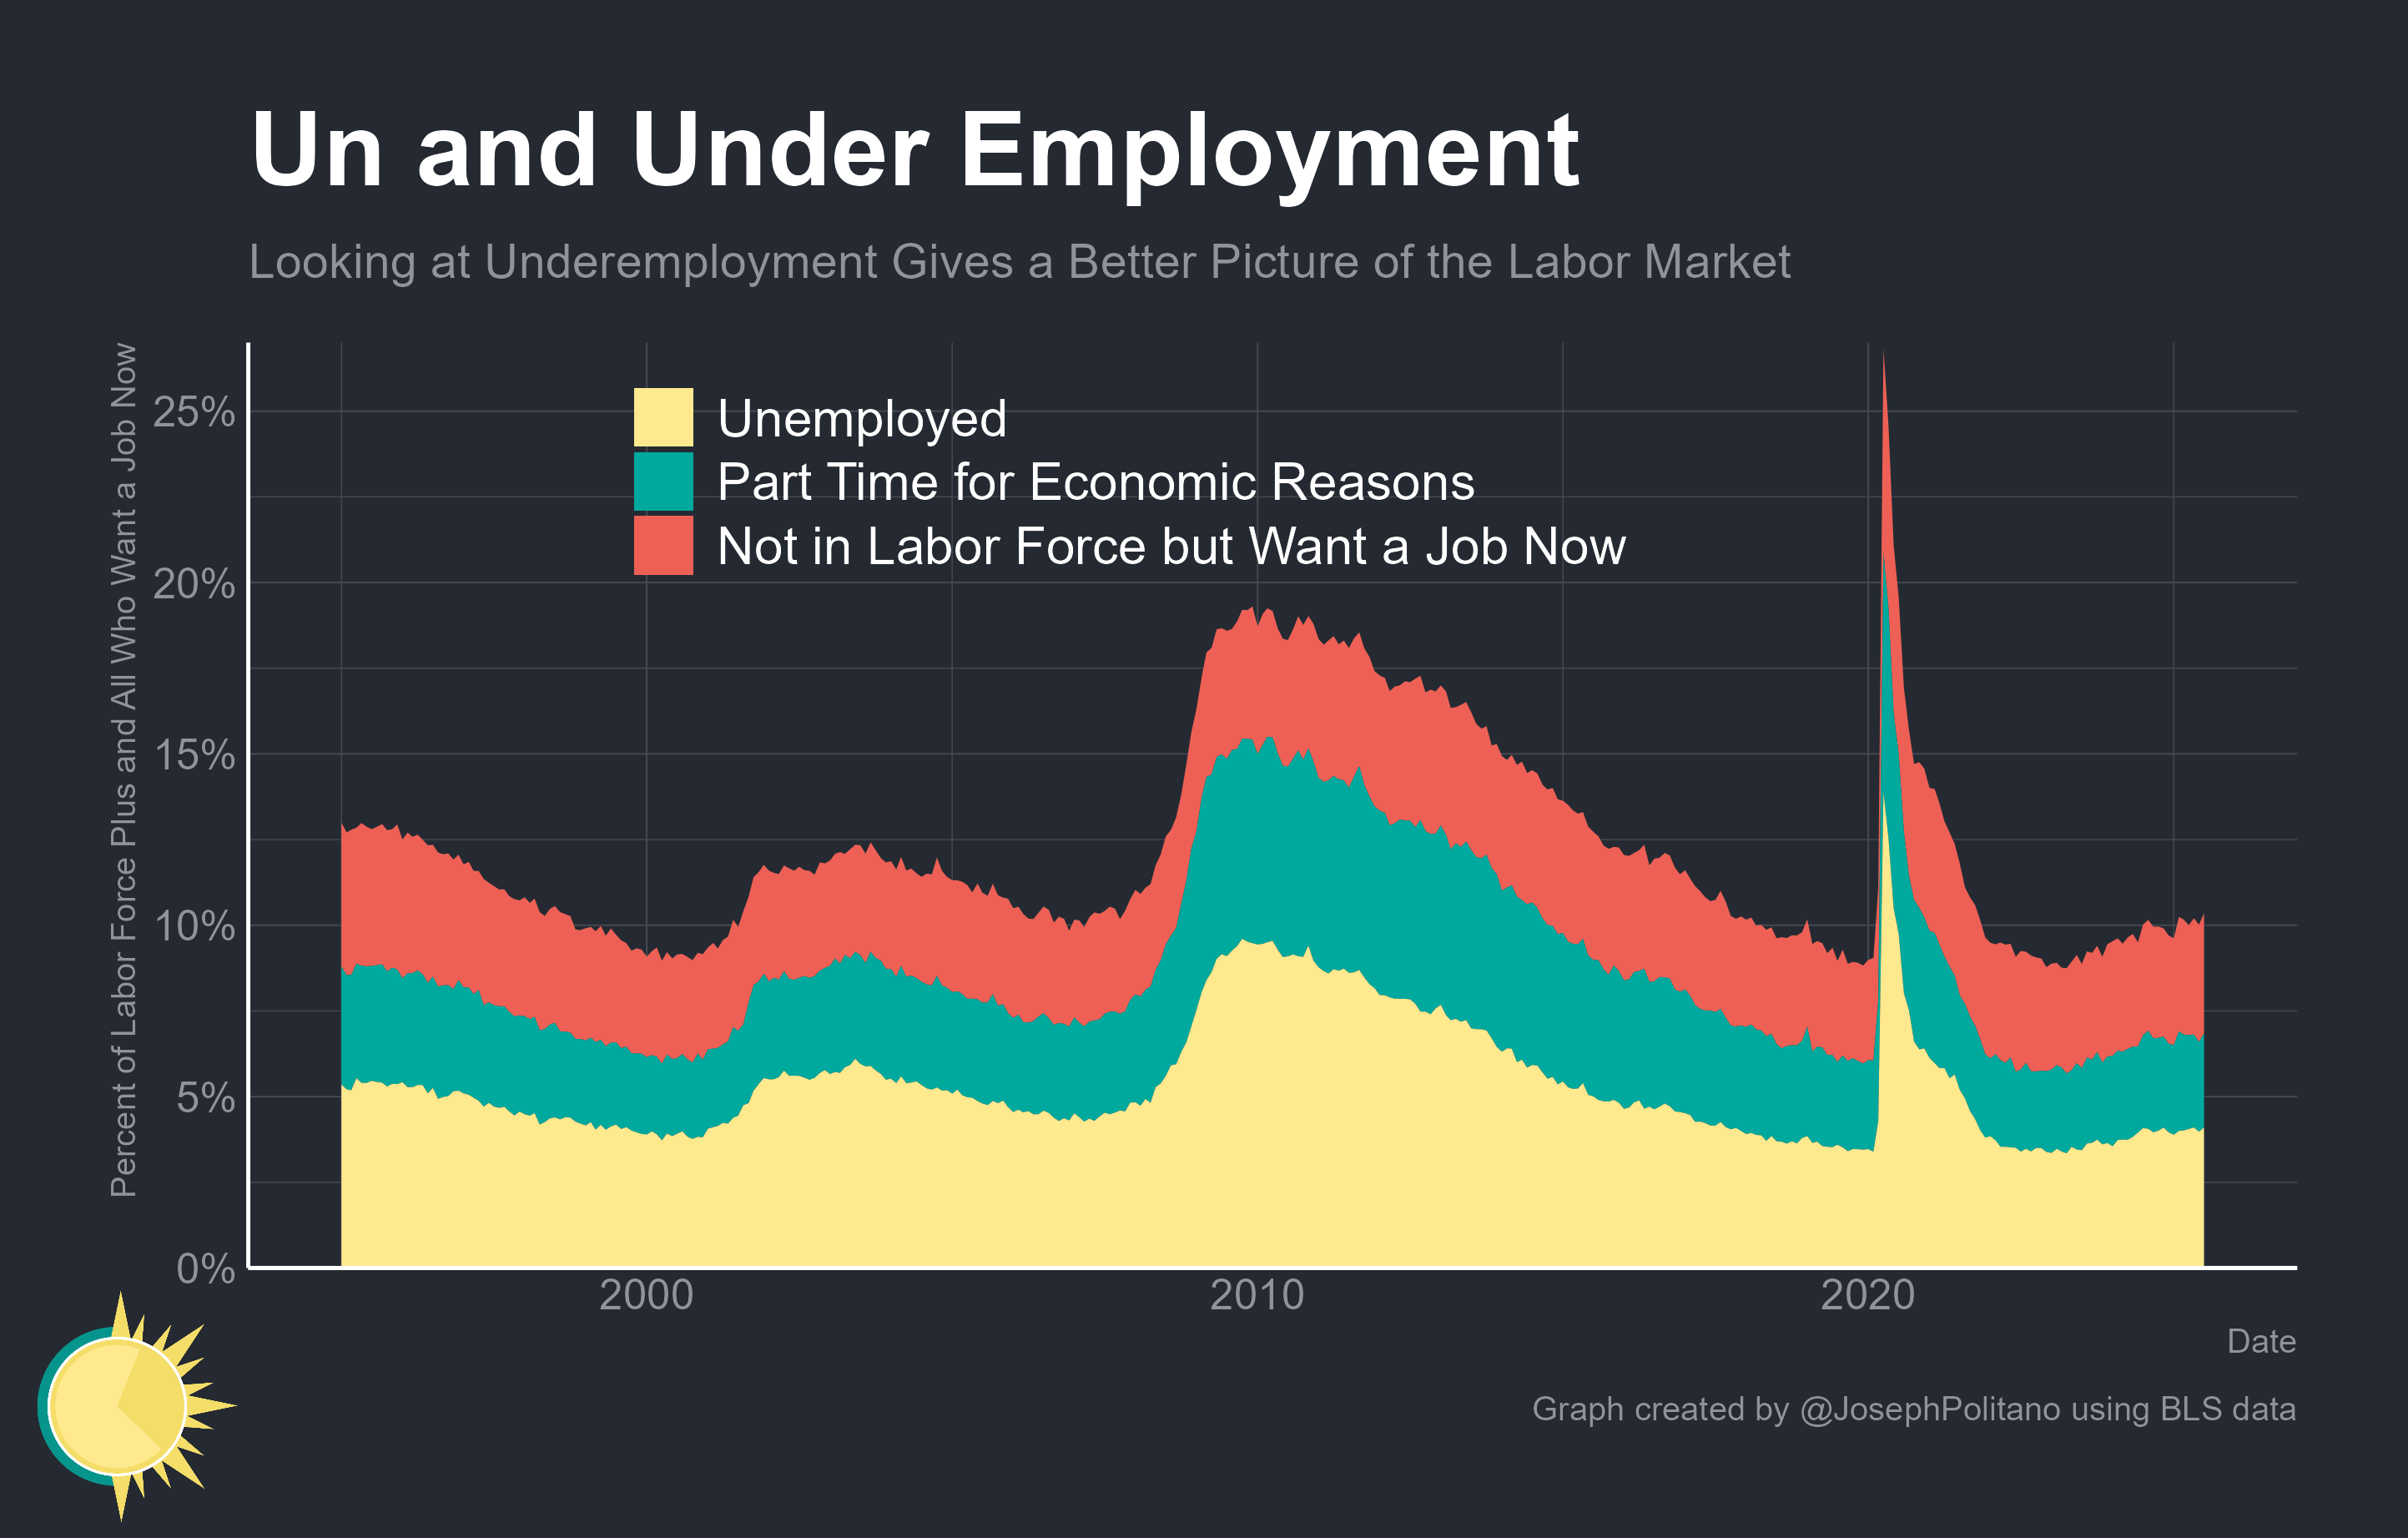 Un and Under Employment
Looking at Underemployment Gives a Better Picture of the Labor Market
Percent of Labor Force Plus and All Who Want a Job Now
25%
20%
15%
10%
5%
0%
Unemployed
Part Time for Economic Reasons
Not in Labor Force but Want a Job Now
2000
2010
2020
Date
Graph created by @JosephPolitano using BLS data